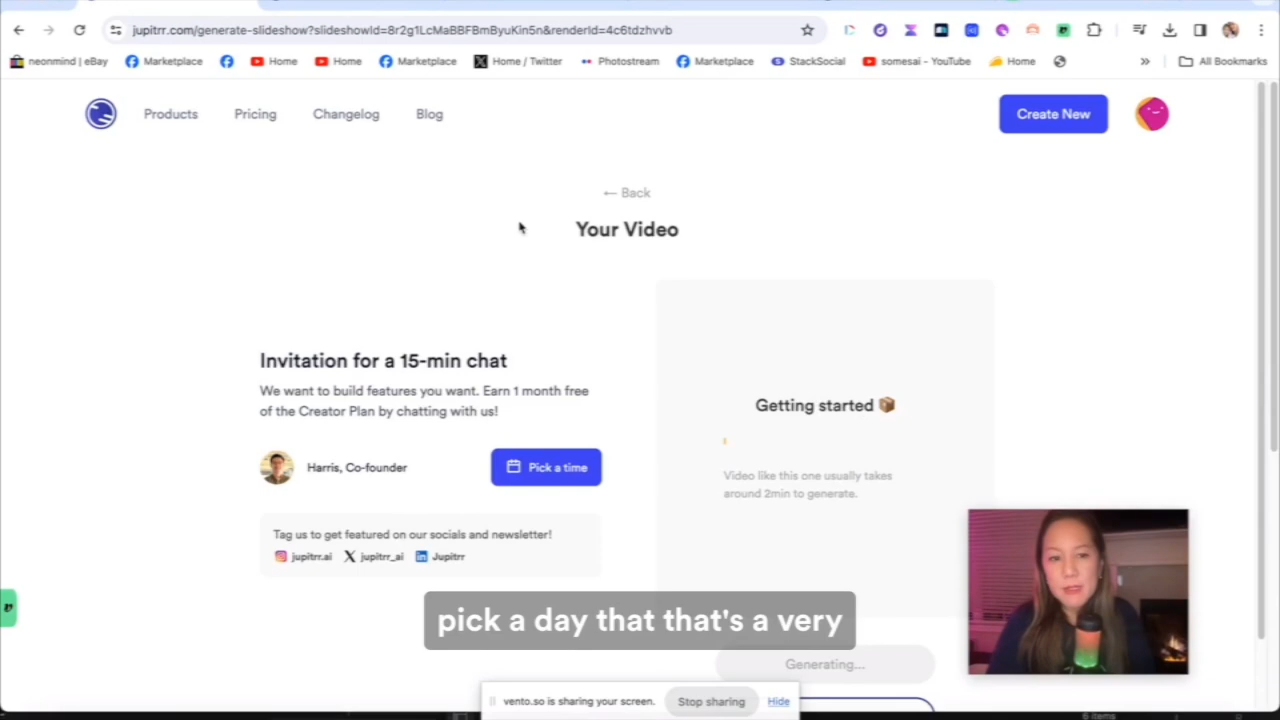 jupitrr.com/generate-slideshow?slideshowId=8r2g1LcMaBBFBmByuKin5n&renderId=4c6tdzhvvb
neonmind | eBay
Marketplace
Home
Home
Marketplace
Home / Twitter
Photostream
Marketplace
StackSocial
somesai - YouTube
Home
»
All Bookmarks
Products
Pricing
Changelog
Blog
Create New
← Back
Your Video
Invitation for a 15-min chat
We want to build features you want. Earn 1 month free
of the Creator Plan by chatting with us!
Harris, Co-founder
Pick a time
Tag us to get featured on our socials and newsletter!
jupitrr.ai
jupitrr_ai
Jupitrr
Getting started
Video like this one usually takes
around 2min to generate.
pick a day that that's a very
Generating...
vento.so is sharing your screen.
Stop sharing
Hide
6 items